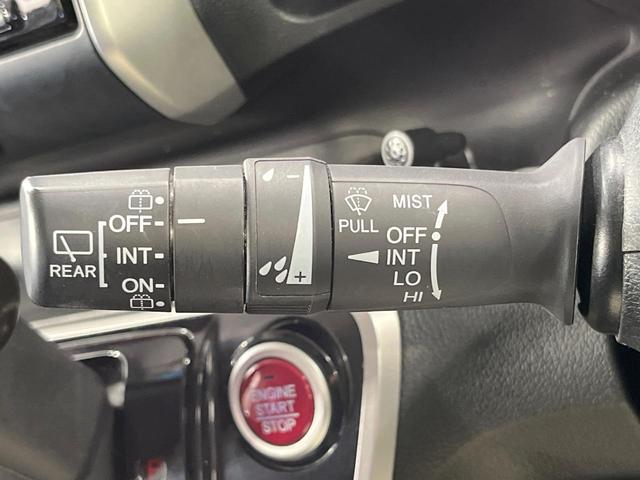 OFF
INT
REAR
ON
-
+
PULL
MIST
OFF
INT
LO
HI
ENGINE
START
STOP